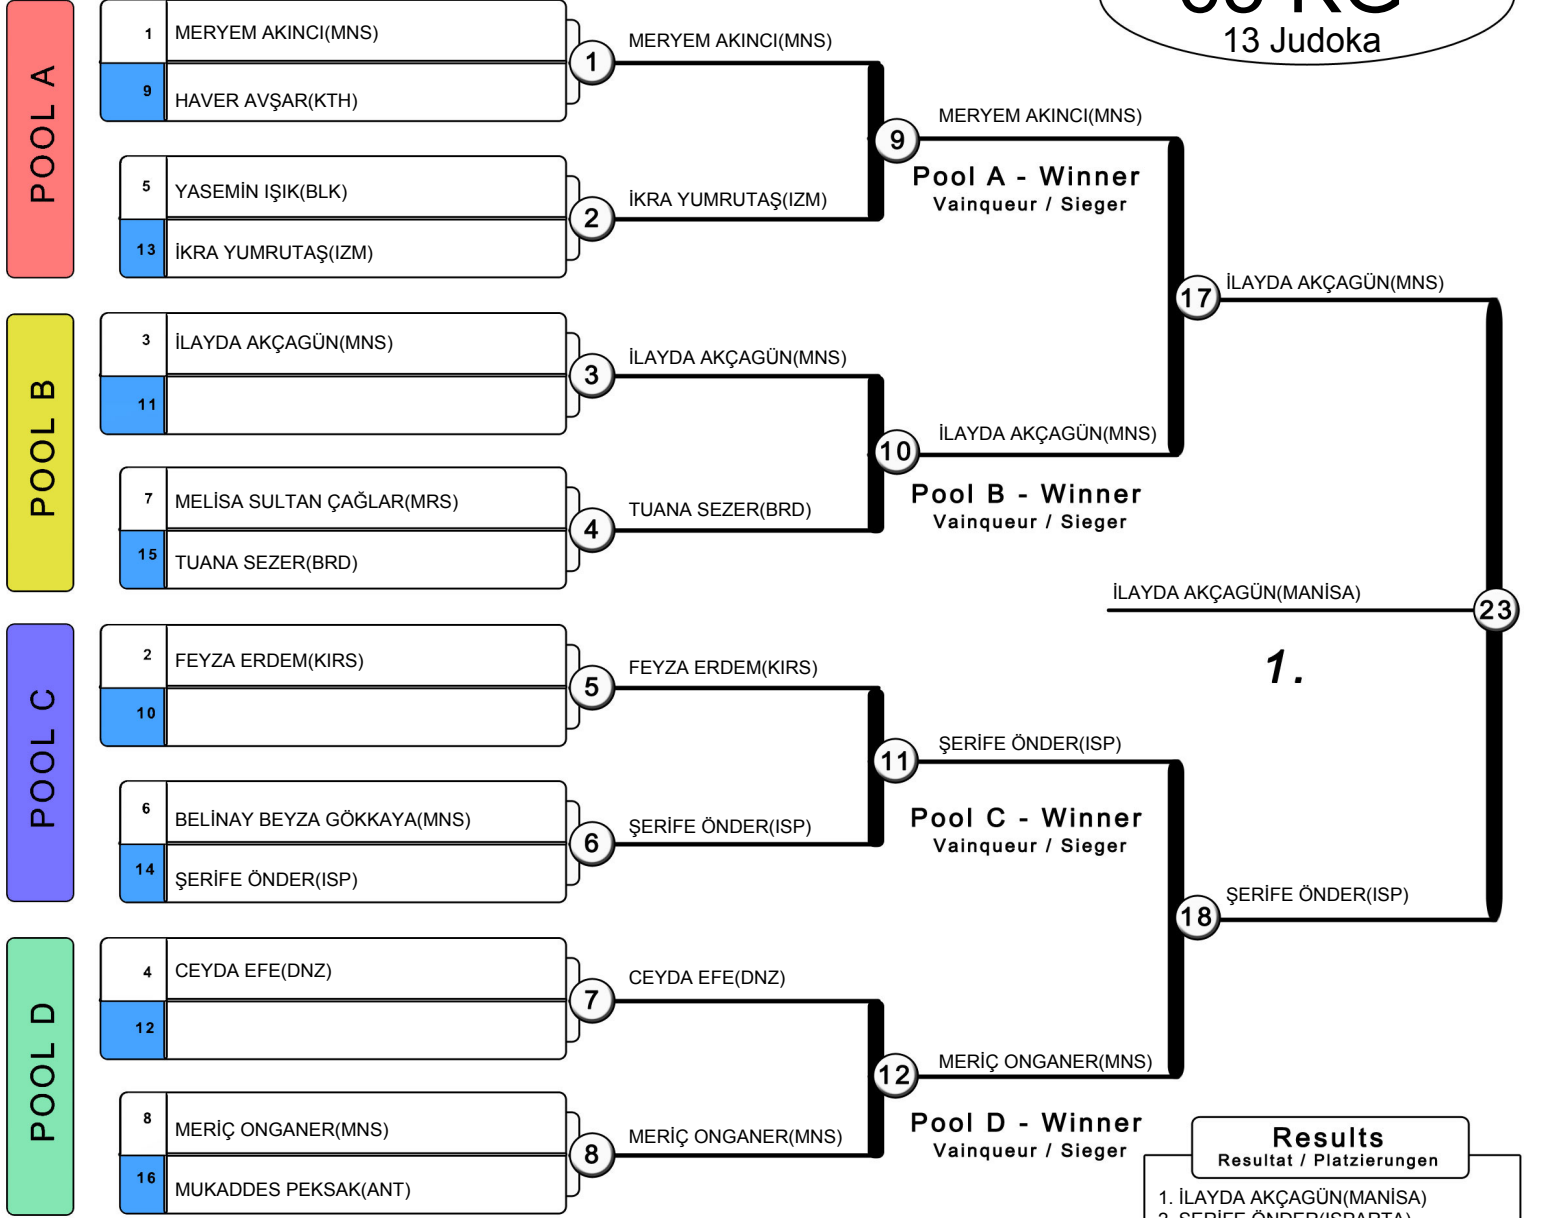 KG
13 Judoka
POOL A
1 MERYEM AKINCI(MNS)
9 HAVER AVŞAR(KTH)
1
MERYEM AKINCI(MNS)
5 YASEMİN IŞIK(BLK)
13 İKRA YUMRUTAŞ(IZM)
2
İKRA YUMRUTAŞ(IZM)
9
MERYEM AKINCI(MNS)
Pool A - Winner
Vainqueur / Sieger
POOL B
3 İLAYDA AKÇAGÜN(MNS)
11
3
İLAYDA AKÇAGÜN(MNS)
7 MELİSA SULTAN ÇAĞLAR(MRS)
15 TUANA SEZER(BRD)
4
TUANA SEZER(BRD)
10
İLAYDA AKÇAGÜN(MNS)
Pool B - Winner
Vainqueur / Sieger
17
İLAYDA AKÇAGÜN(MNS)
POOL C
2 FEYZA ERDEM(KIRS)
10
5
FEYZA ERDEM(KIRS)
6 BELİNAY BEYZA GÖKKAYA(MNS)
14 ŞERİFE ÖNDER(ISP)
6
ŞERİFE ÖNDER(ISP)
11
ŞERİFE ÖNDER(ISP)
Pool C - Winner
Vainqueur / Sieger
POOL D
4 CEYDA EFE(DNZ)
12
7
CEYDA EFE(DNZ)
8 MERİÇ ONGANER(MNS)
16 MUKADDES PEKSAK(ANT)
8
MERİÇ ONGANER(MNS)
12
MERİÇ ONGANER(MNS)
Pool D - Winner
Vainqueur / Sieger
18
ŞERİFE ÖNDER(ISP)
İLAYDA AKÇAGÜN(MANİSA)
23
1.
Results
Resultat / Platzierungen
1. İLAYDA AKÇAGÜN(MANİSA)
2. ŞERİFE ÖNDER(ISPARTA)